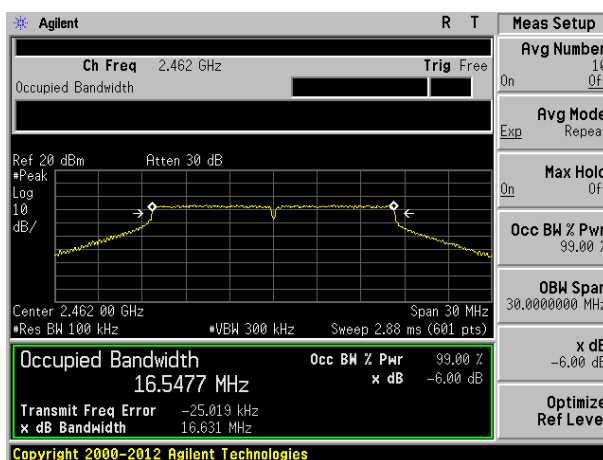 Agilent R T Meas Setup
Ch Freq 2.462 GHz Trig Free
Occupied Bandwidth
Avg Number
10
On Off
Avg Mode
Exp Repeat
Max Hold
On Off
Occ BW % Pwr
99.00 %
OBW Span
30.0000000 MHz
x dB
-6.00 dB
Optimize
Ref Level
Ref 20 dBm Atten 30 dB
#Peak
Log
10
dB/
Center 2.462 00 GHz Span 30 MHz
#Res BW 100 kHz #VBW 300 kHz Sweep 2.88 ms (601 pts)
Occupied Bandwidth Occ BW % Pwr 99.00 %
16.5477 MHz x dB -6.00 dB
Transmit Freq Error -25.019 kHz
x dB Bandwidth 16.631 MHz
Copyright 2000-2012 Agilent Technologies